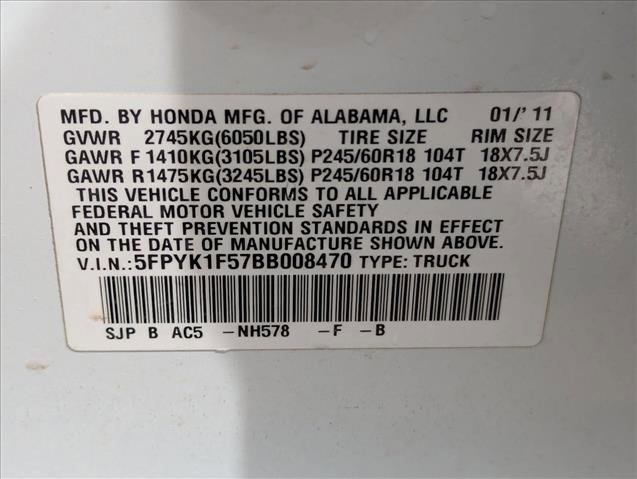 MFD. BY HONDA MFG. OF ALABAMA, LLC 01/'11
GVWR 2745KG(6050LBS) TIRE SIZE RIM SIZE
GAWR F 1410KG(3105LBS) P245/60R18 104T 18X7.5J
GAWR R1475KG(3245LBS) P245/60R18 104T 18X7.5J
THIS VEHICLE CONFORMS TO ALL APPLICABLE
FEDERAL MOTOR VEHICLE SAFETY
AND THEFT PREVENTION STANDARDS IN EFFECT
ON THE DATE OF MANUFACTURE SHOWN ABOVE.
V.I.N.:5FPYK1F57BB008470 TYPE: TRUCK
SJP B AC5 -NH578 -F -B